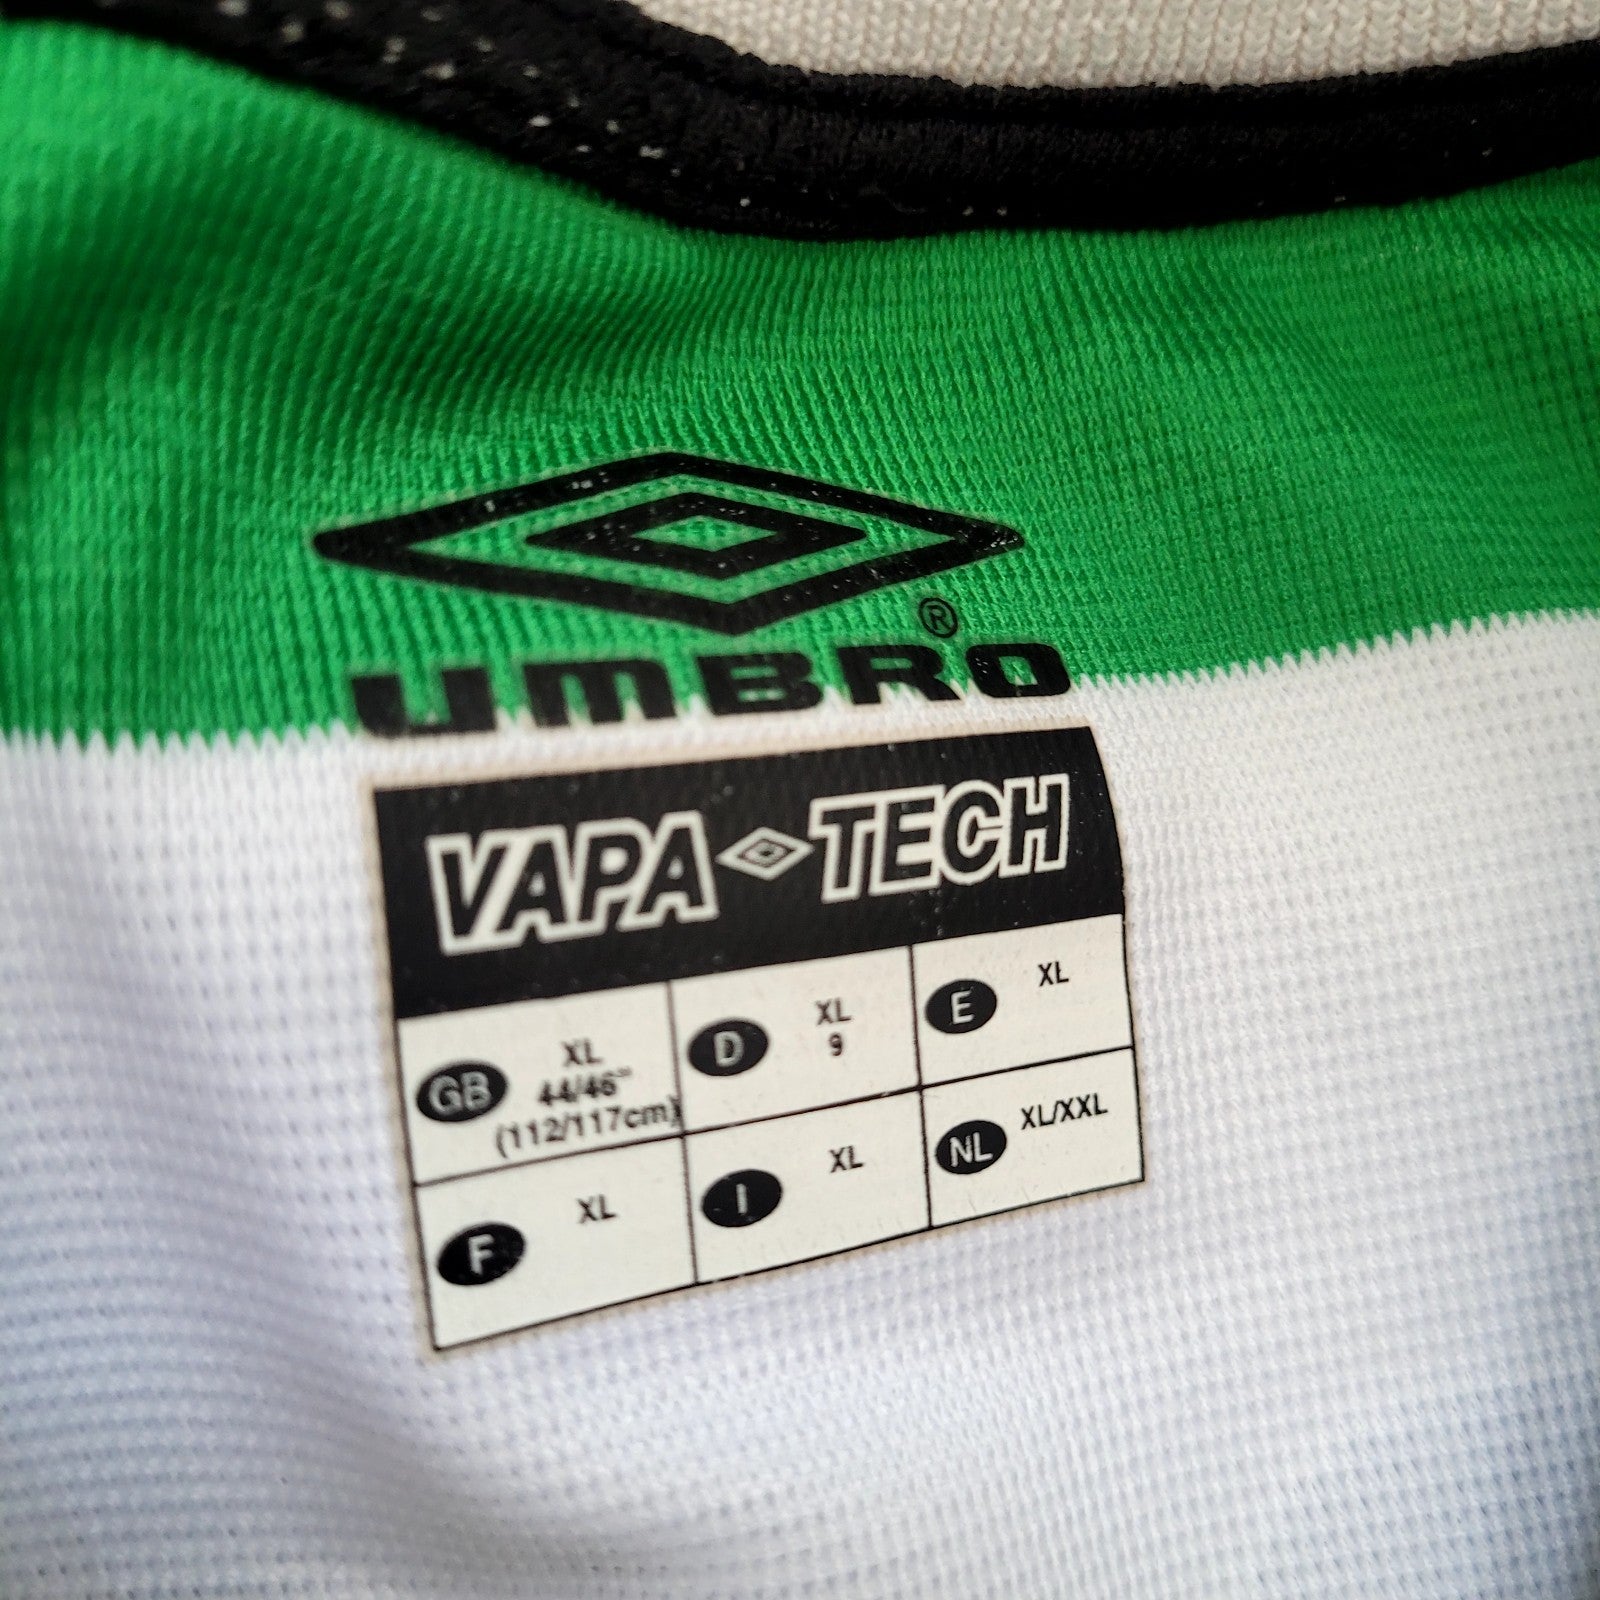 ®
UMBRO
VAPA TECH
GB XL
44/46"
(112/117cm)
D XL
9
E XL
F XL
I XL
NL XL/XXL